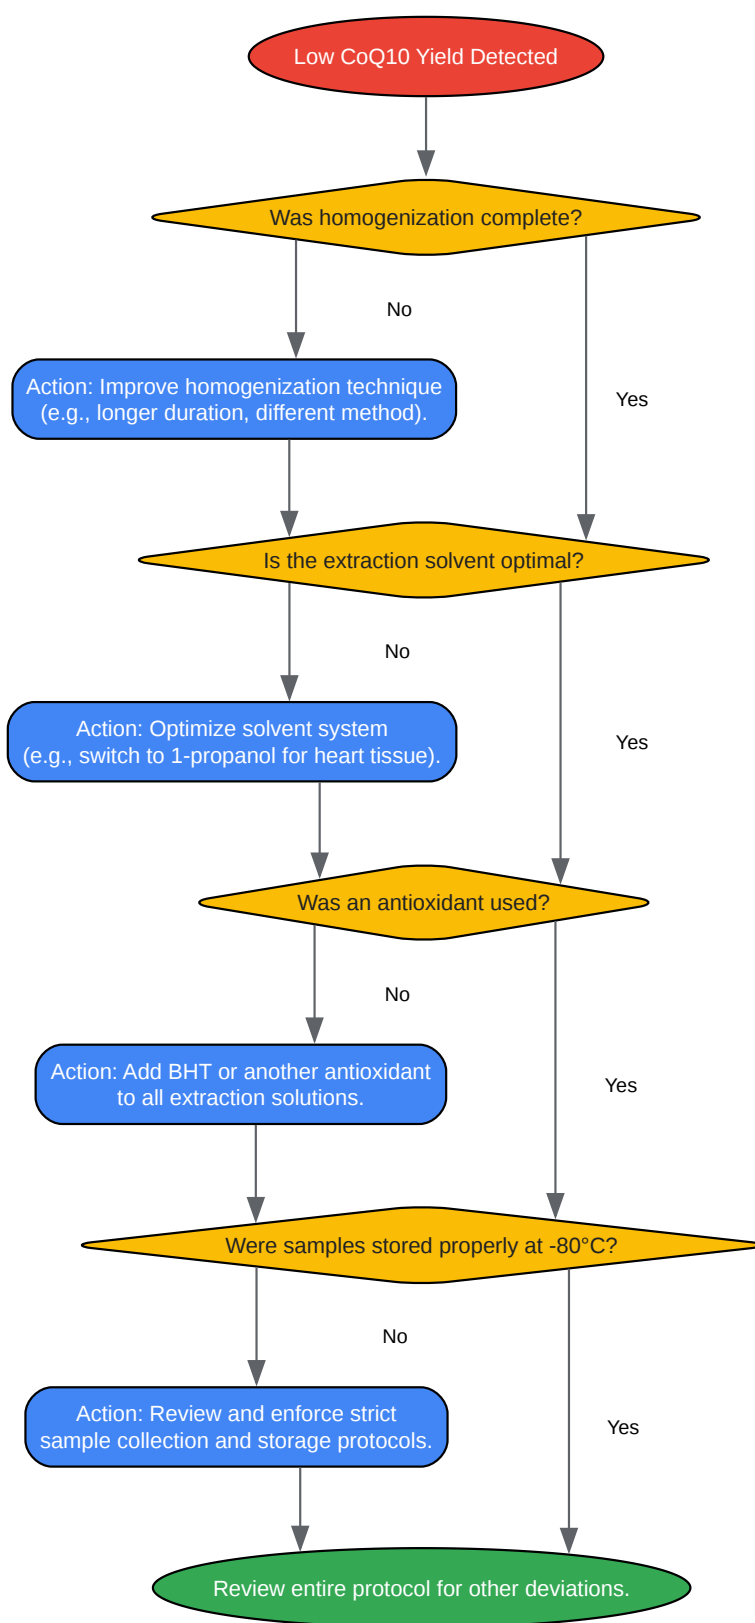 Low CoQ10 Yield Detected
Was homogenization complete?
No
Action: Improve homogenization technique
(e.g., longer duration, different method).
Yes
Is the extraction solvent optimal?
No
Action: Optimize solvent system
(e.g., switch to 1-propanol for heart tissue).
Yes
Was an antioxidant used?
No
Action: Add BHT or another antioxidant
to all extraction solutions.
Yes
Were samples stored properly at -80°C?
No
Action: Review and enforce strict
sample collection and storage protocols.
Yes
Review entire protocol for other deviations.